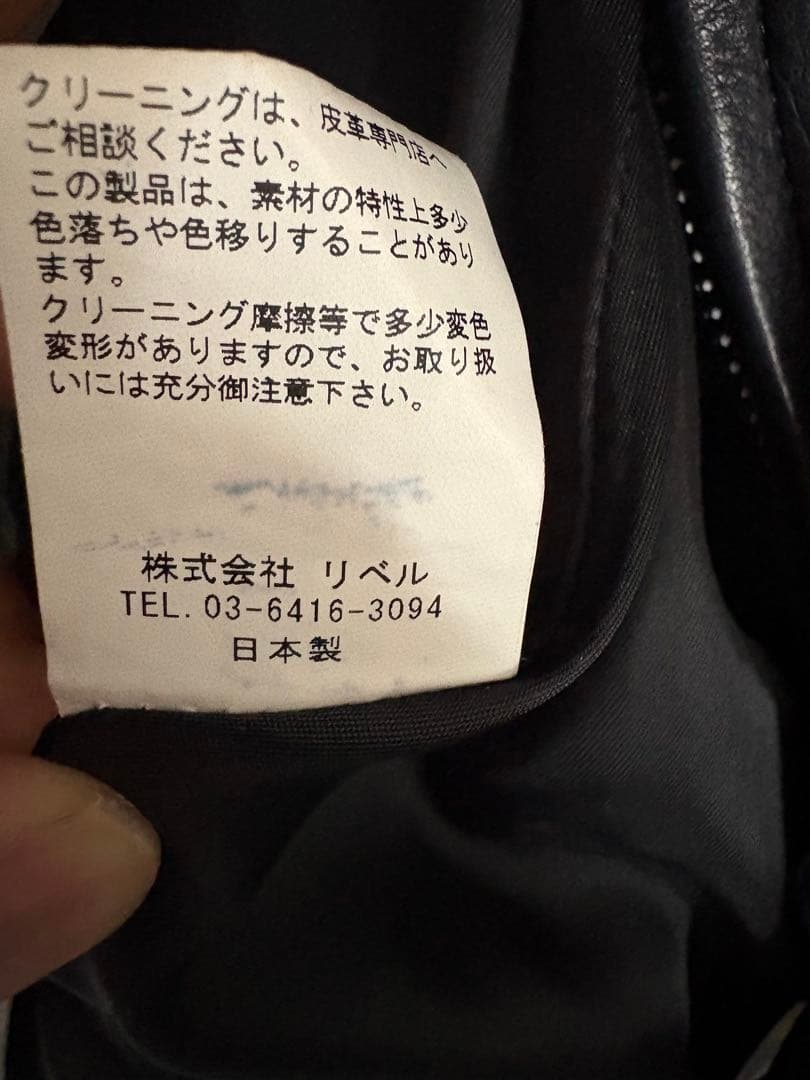 クリーニングは、皮革専門店へ
ご相談ください。
この製品は、素材の特性上多少
色落ちや色移りすることがあり
ます。
クリーニング摩擦等で多少変色
変形がありますので、お取り扱
いには充分御注意下さい。
株式会社 リベル
TEL. 03-6416-3094
日本製